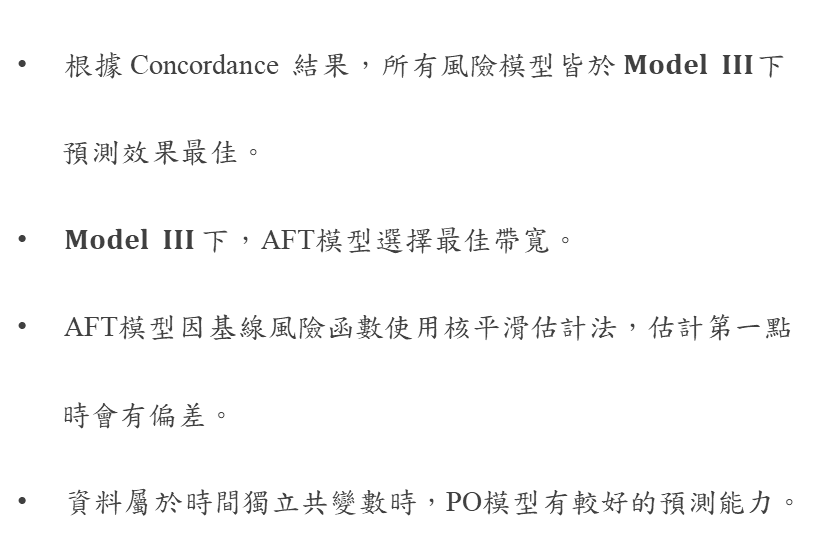 • 根據 Concordance 結果，所有風險模型皆於 Model III下
預測效果最佳。
• Model III 下，AFT模型選擇最佳帶寬。
• AFT模型因基線風險函數使用核平滑估計法，估計第一點
時會有偏差。
• 資料屬於時間獨立共變數時，PO模型有較好的預測能力。